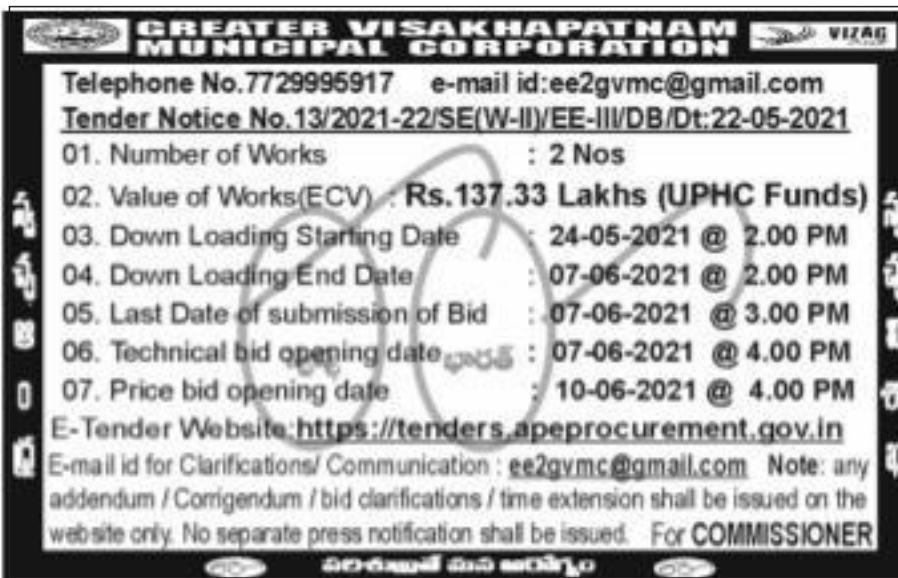 GREATER VISAKHAPATNAM
MUNICIPAL CORPORATION
VIZAG
Telephone No.7729995917 e-mail id:ee2gvmc@gmail.com
Tender Notice No.13/2021-22/SE(W-II)/EE-III/DB/Dt:22-05-2021
01. Number of Works : 2 Nos
02. Value of Works(ECV) : Rs.137.33 Lakhs (UPHC Funds)
03. Down Loading Starting Date : 24-05-2021 @ 2.00 PM
04. Down Loading End Date : 07-06-2021 @ 2.00 PM
05. Last Date of submission of Bid : 07-06-2021 @ 3.00 PM
06. Technical bid opening date : 07-06-2021 @ 4.00 PM
07. Price bid opening date : 10-06-2021 @ 4.00 PM
భారత్
E-Tender Website:https://tenders.apeprocurement.gov.in
E-mail id for Clarifications/ Communication : ee2gvmc@gmail.com Note: any
addendum / Corrigendum / bid clarifications / time extension shall be issued on the
website only. No separate press notification shall be issued. For COMMISSIONER
పరిశుభ్రతే మన ఆరోగ్యం